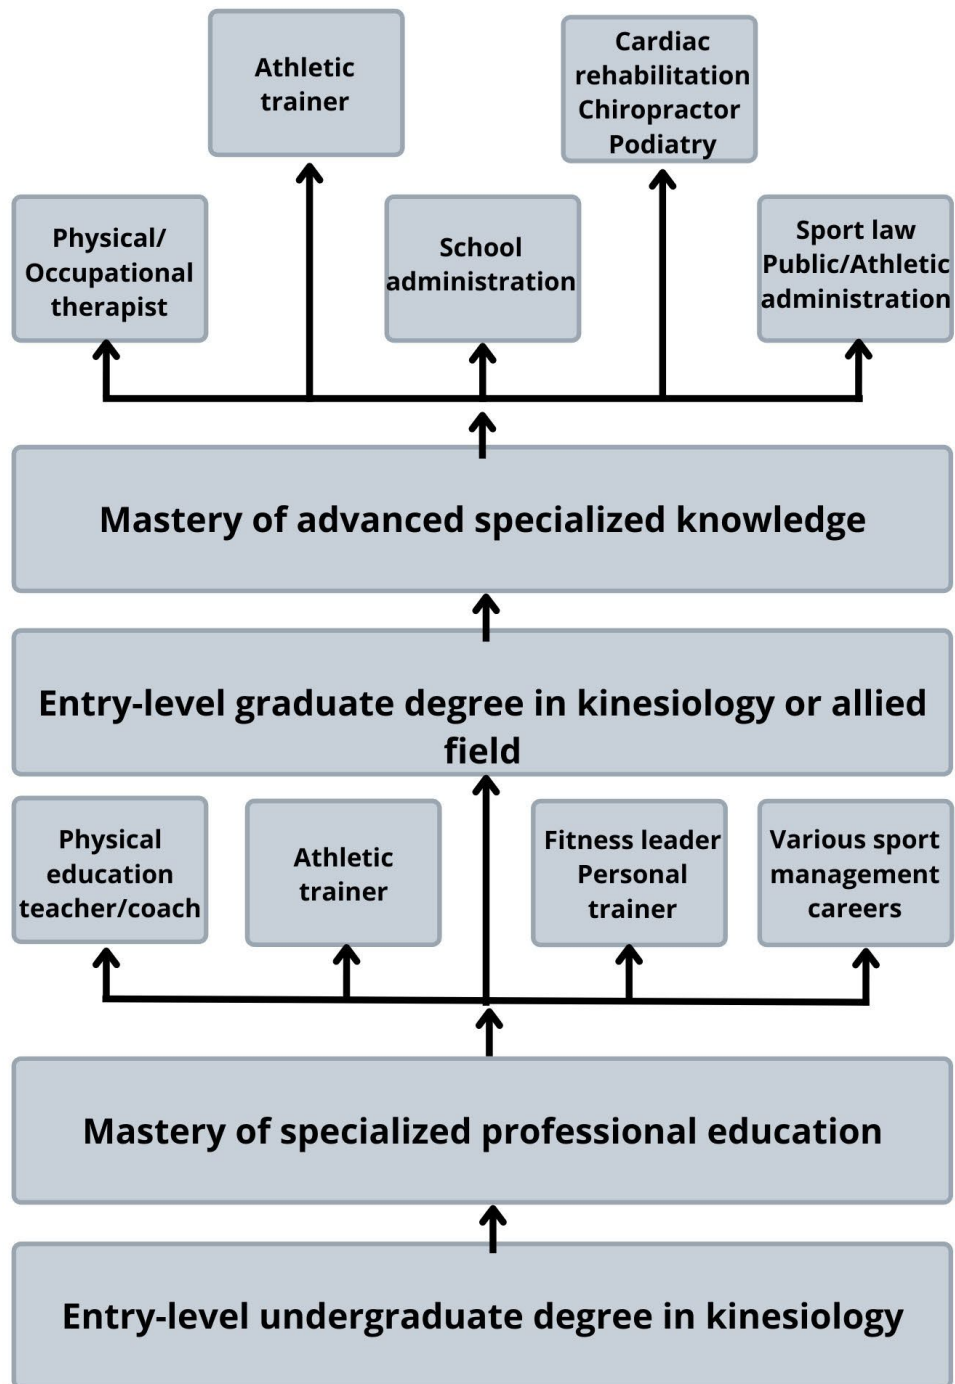 Athletic
trainer
Cardiac
rehabilitation
Chiropractor
Podiatry
Physical/
Occupational
therapist
School
administration
Sport law
Public/Athletic
administration
Mastery of advanced specialized knowledge
Entry-level graduate degree in kinesiology or allied
field
Physical
education
teacher/coach
Athletic
trainer
Fitness leader
Personal
trainer
Various sport
management
careers
Mastery of specialized professional education
Entry-level undergraduate degree in kinesiology